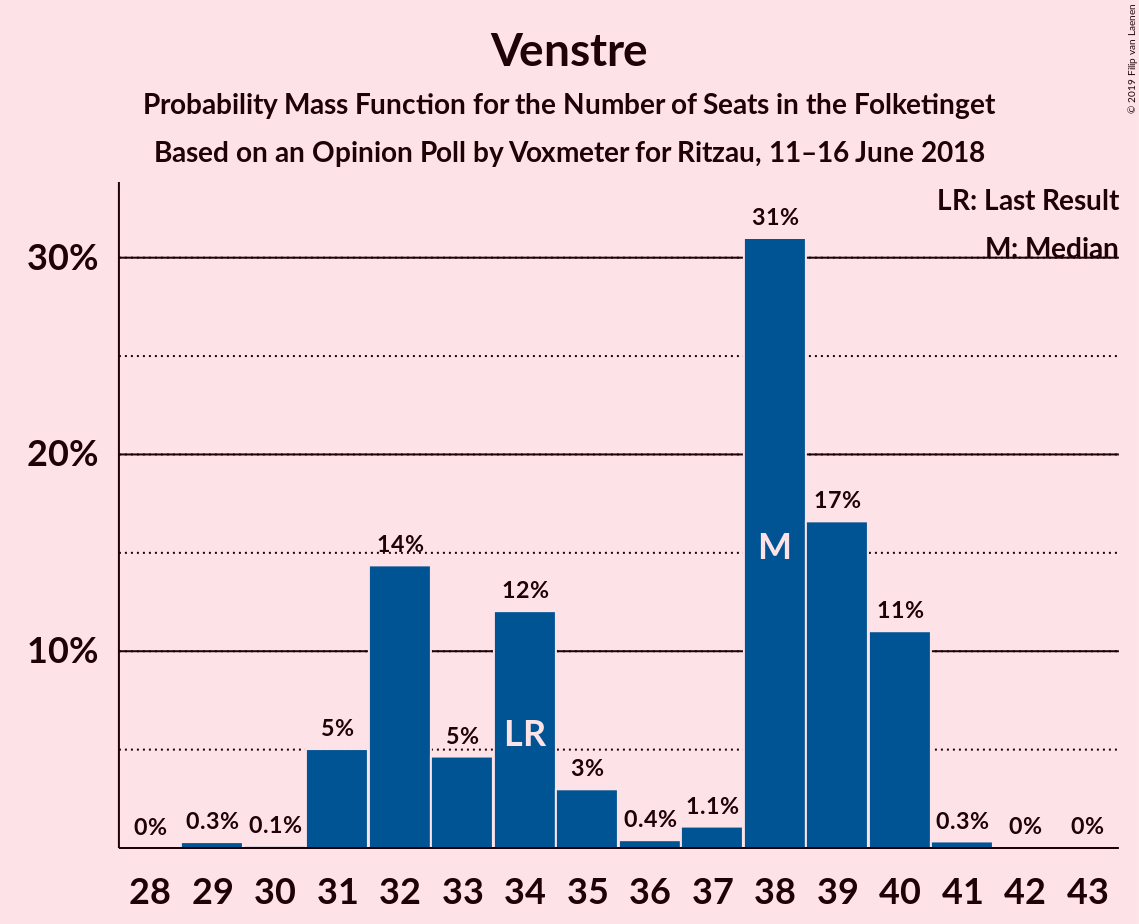 © 2019 Filip van Laenen
Venstre
Probability Mass Function for the Number of Seats in the Folketinget
Based on an Opinion Poll by Voxmeter for Ritzau, 11–16 June 2018
LR: Last Result
M: Median
30%
20%
10%
0%
0.3%
0.1%
5%
14%
5%
12%
3%
0.4%
1.1%
31%
17%
11%
0.3%
0%
0%
LR
M
28 29 30 31 32 33 34 35 36 37 38 39 40 41 42 43